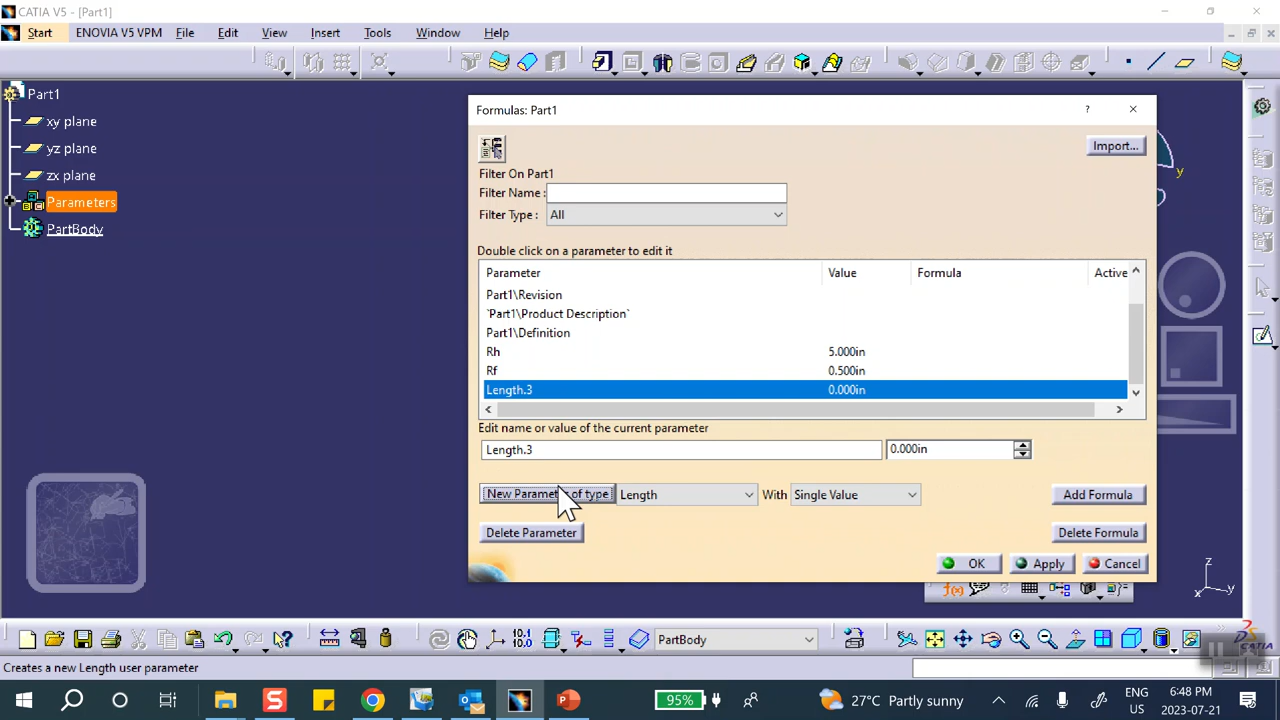 CATIA V5 - [Part1]
Start ENOVIA V5 VPM File Edit View Insert Tools Window Help
Part1
xy plane
yz plane
zx plane
Parameters
PartBody
Formulas: Part1
?
Import...
Filter On Part1
Filter Name :
Filter Type : All
Double click on a parameter to edit it
Parameter Value Formula Active
Part1\Revision
`Part1\Product Description`
Part1\Definition
Rh 5.000in
Rf 0.500in
Length.3 0.000in
Edit name or value of the current parameter
Length.3 0.000in
New Parameter of type Length With Single Value Add Formula
Delete Parameter Delete Formula
OK Apply Cancel
y
z
x y
f(x)
10.1
10:1
PartBody
CATIA
Creates a new Length user parameter
95%
27°C Partly sunny
ENG
US
6:48 PM
2023-07-21